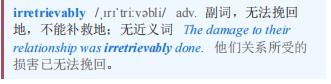 irretrievably /ˌɪrɪˈtriːvəbli/ adv. 副词，无法挽回
地，不能补救地；无近义词 The damage to their
relationship was irretrievably done. 他们关系所受的
损害已无法挽回。